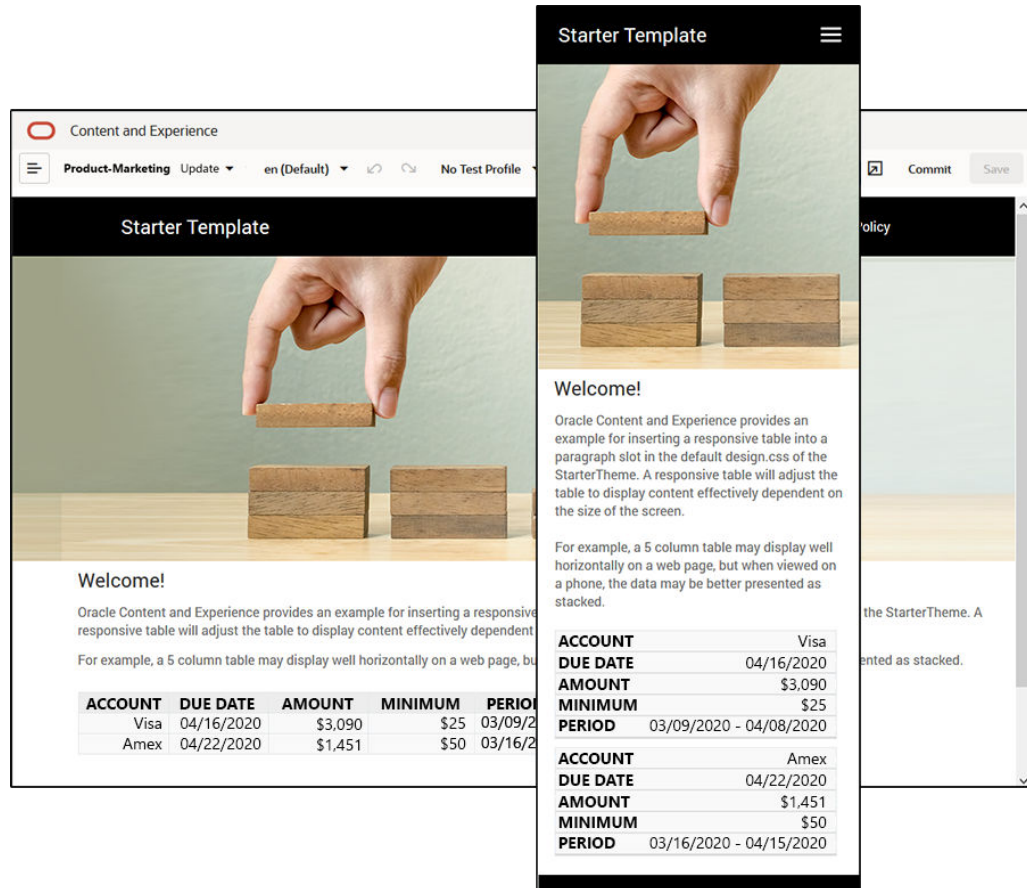 Content and Experience
Product-Marketing Update en (Default) No Test Profile
Commit Save
Starter Template
Policy
Welcome!
Oracle Content and Experience provides an example for inserting a responsive
the StarterTheme. A
responsive table will adjust the table to display content effectively dependent
For example, a 5 column table may display well horizontally on a web page,
as stacked.
ACCOUNT DUE DATE AMOUNT MINIMUM
Visa 04/16/2020 $3,090 $25 03/09/2
Amex 04/22/2020 $1,451 $50 03/16/2
Starter Template
Welcome!
Oracle Content and Experience provides an
example for inserting a responsive table into a
paragraph slot in the default design.css of the
StarterTheme. A responsive table will adjust the
table to display content effectively dependent on
the size of the screen.
For example, a 5 column table may display well
horizontally on a web page, but when viewed on
a phone, the data may be better presented as
stacked.
ACCOUNT Visa
DUE DATE 04/16/2020
AMOUNT $3,090
MINIMUM $25
PERIOD 03/09/2020 - 04/08/2020
ACCOUNT Amex
DUE DATE 04/22/2020
AMOUNT $1,451
MINIMUM $50
PERIOD 03/16/2020 - 04/15/2020